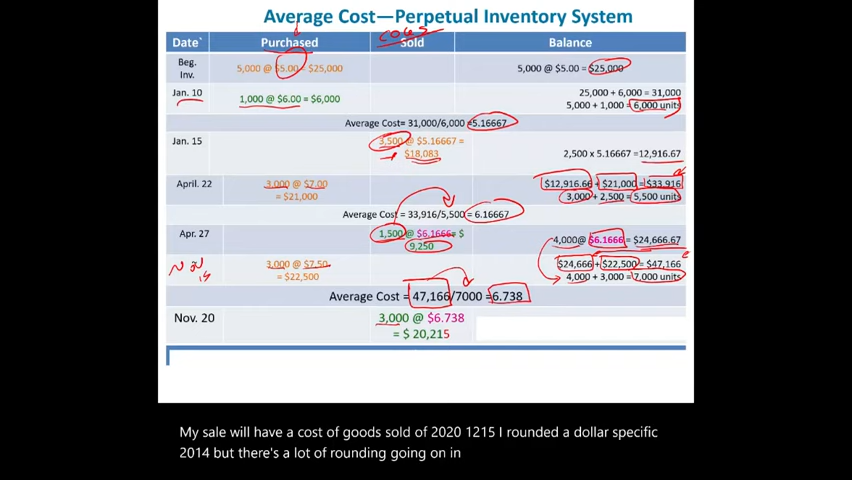 Average Cost—Perpetual Inventory System
COGS
Date` Purchased Sold Balance
Beg. Inv. 5,000 @ $5.00 = $25,000 5,000 @ $5.00 = $25,000
Jan. 10 1,000 @ $6.00 = $6,000 25,000 + 6,000 = 31,000
5,000 + 1,000 = 6,000 units
Average Cost= 31,000/6,000 =5.16667
Jan. 15 3,500 @ $5.16667 =
$18,083 2,500 x 5.16667 =12,916.67
April. 22 3,000 @ $7.00 $12,916.66 + $21,000 = $33,916
= $21,000 3,000 + 2,500 = 5,500 units
Average Cost = 33,916/5,500 = 6.16667
Apr. 27 1,500 @ $6.1666= $ 4,000@ $6.1666 = $24,666.67
9,250
3,000 @ $7.50 $24,666 + $22,500 = $47,166
= $22,500 4,000 + 3,000 = 7,000 units
Average Cost = 47,166/7000 =6.738
Nov. 20 3,000 @ $6.738
= $ 20,215
My sale will have a cost of goods sold of 2020 1215 I rounded a dollar specific
2014 but there's a lot of rounding going on in